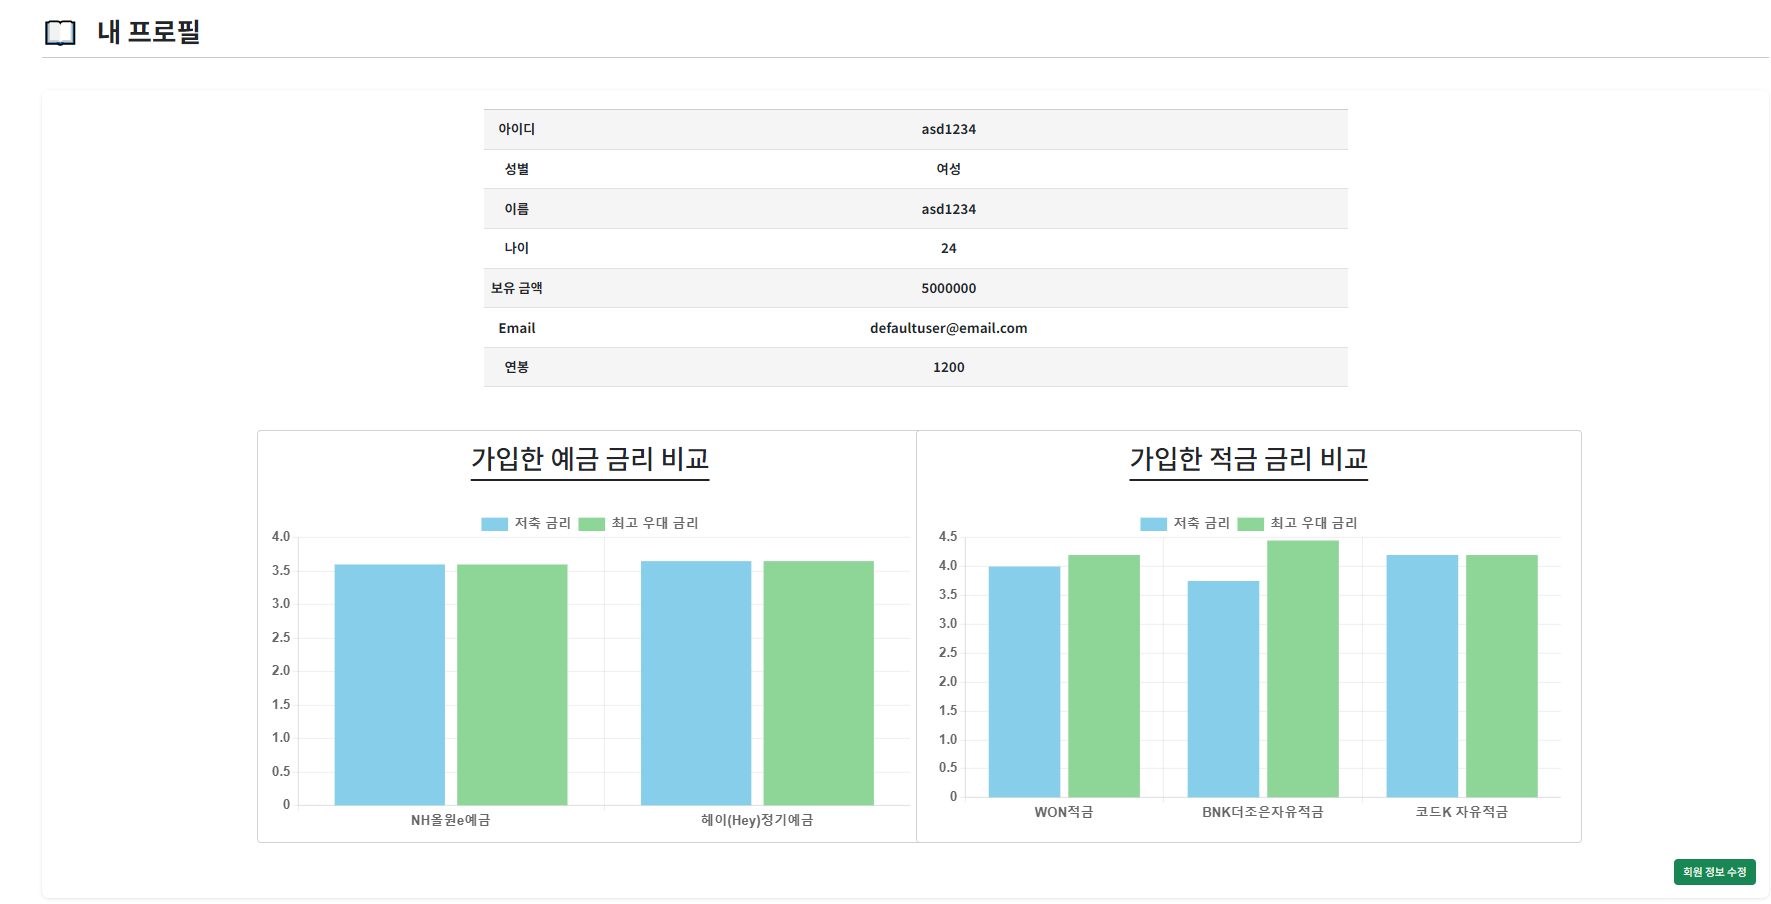 내 프로필
아이디 asd1234
성별 여성
이름 asd1234
나이 24
보유 금액 5000000
Email defaultuser@email.com
연봉 1200
가입한 예금 금리 비교
저축 금리 최고 우대 금리
4.0
3.5
3.0
2.5
2.0
1.5
1.0
0.5
0
NH올원e예금 헤이(Hey)정기예금
가입한 적금 금리 비교
저축 금리 최고 우대 금리
4.5
4.0
3.5
3.0
2.5
2.0
1.5
1.0
0.5
0
WON적금 BNK더조은자유적금 코드K 자유적금
회원 정보 수정